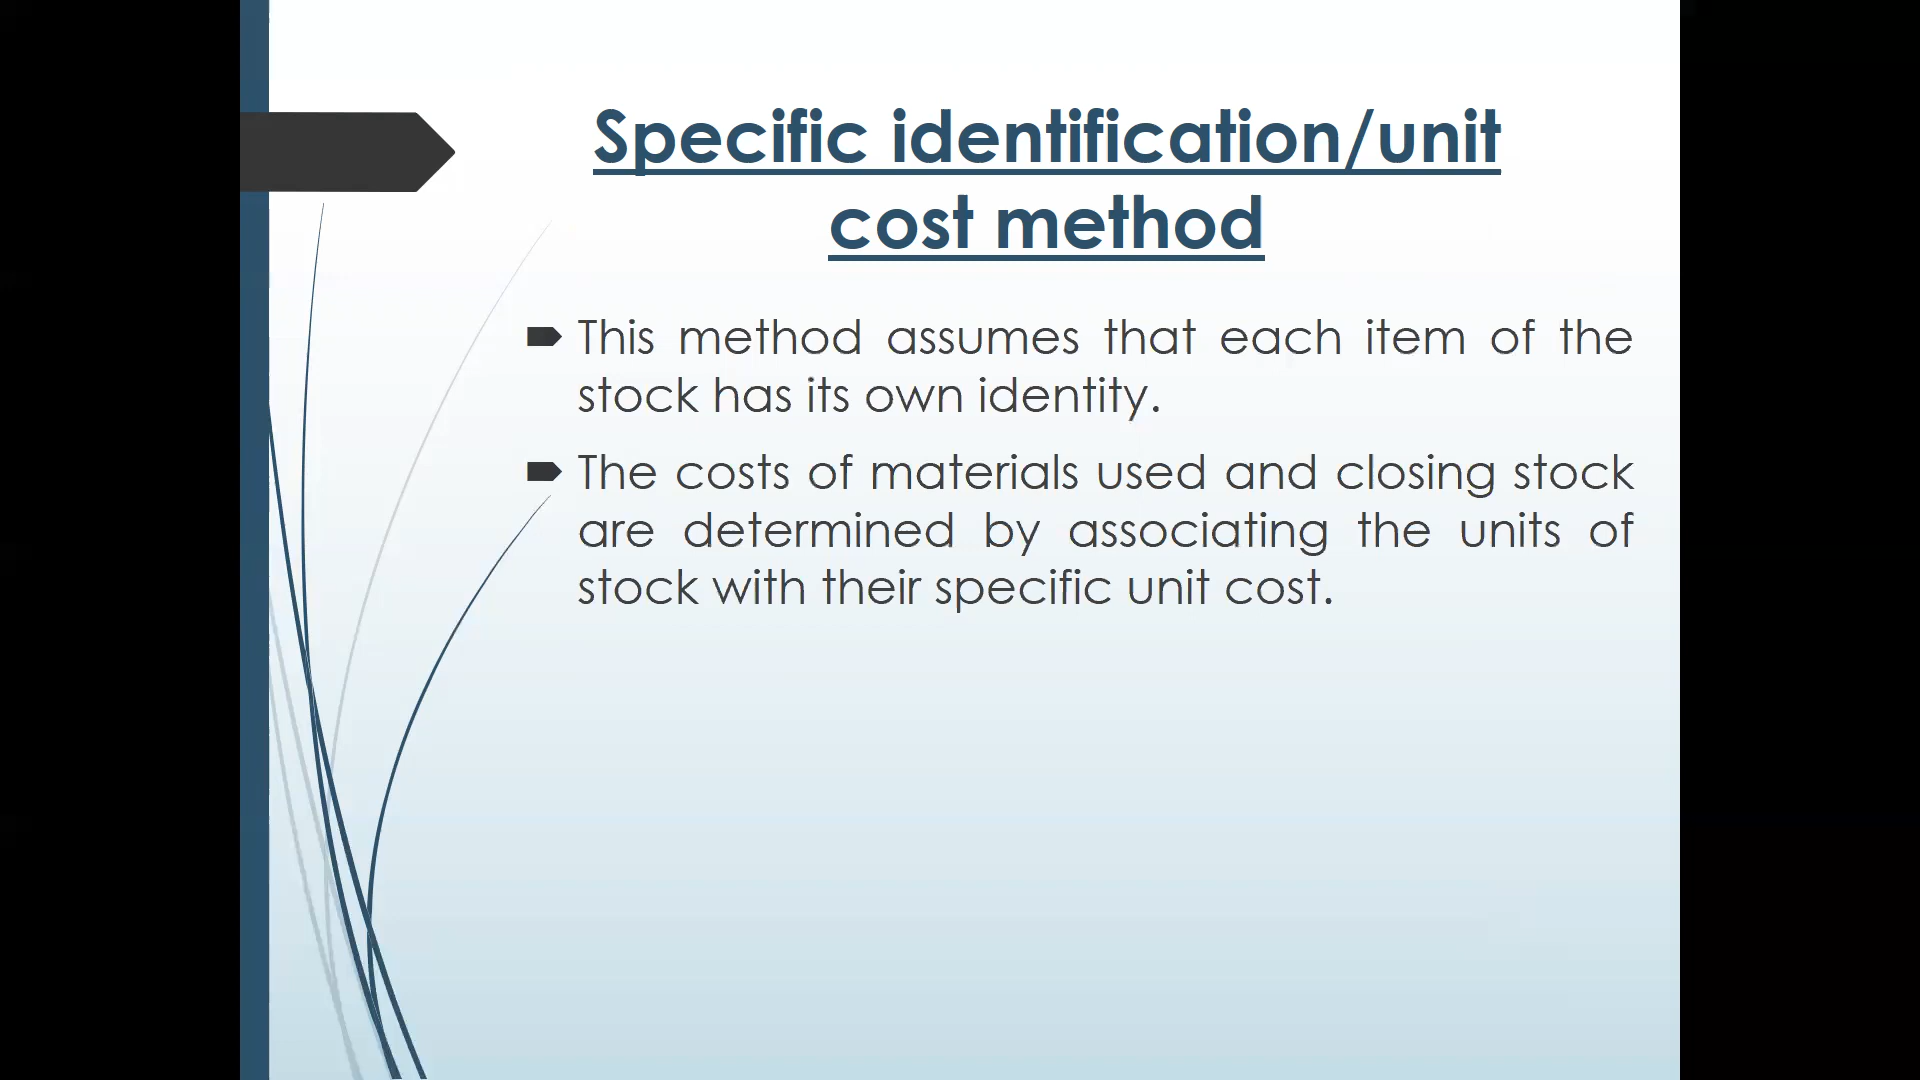 Specific identification/unit
cost method
This method assumes that each item of the
stock has its own identity.
The costs of materials used and closing stock
are determined by associating the units of
stock with their specific unit cost.